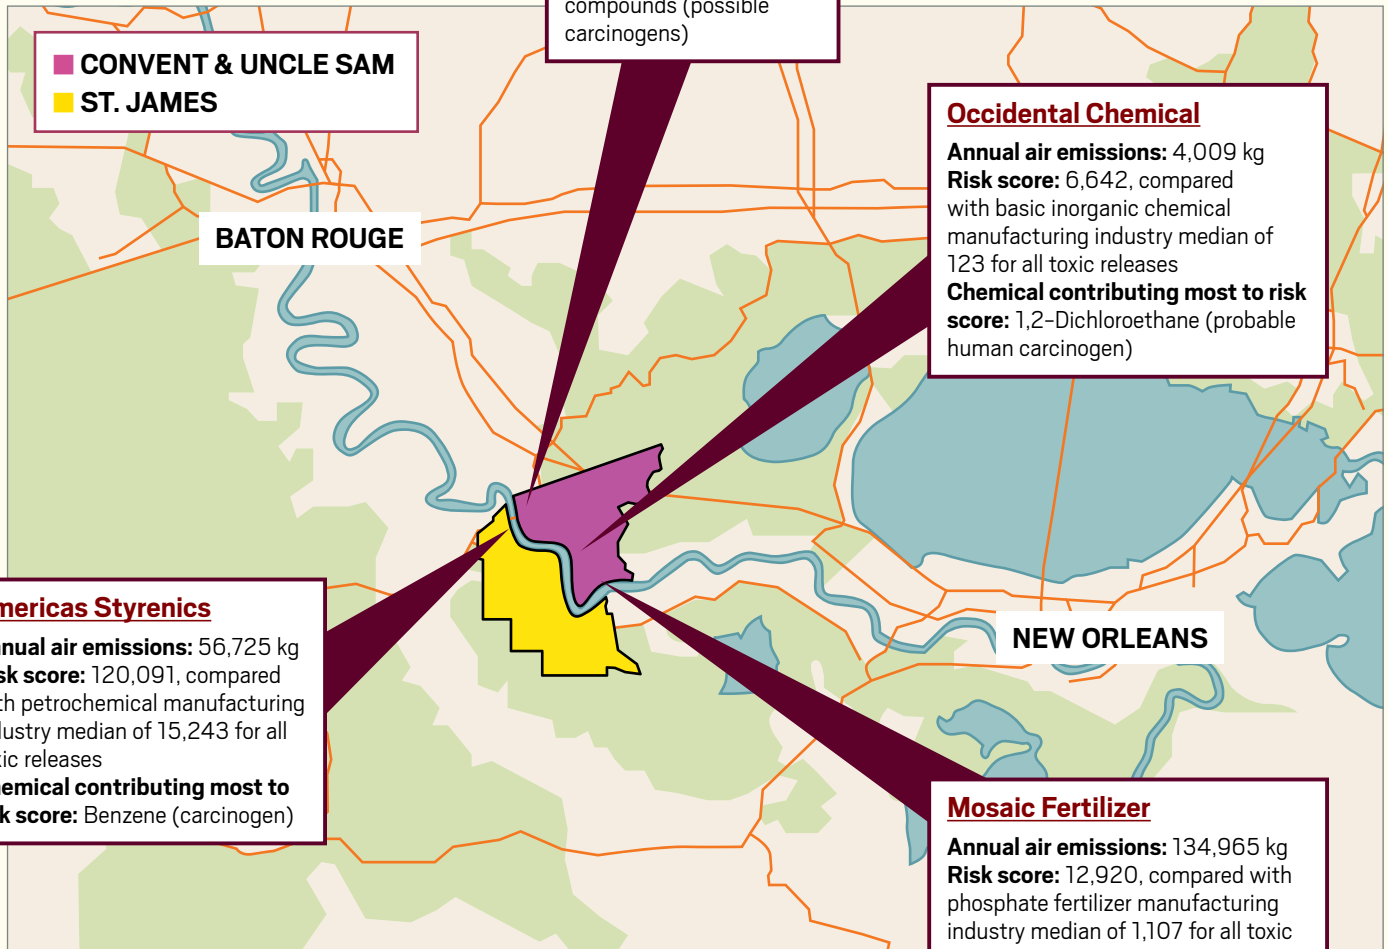 compounds (possible
carcinogens)
CONVENT & UNCLE SAM
ST. JAMES
BATON ROUGE
Occidental Chemical
Annual air emissions: 4,009 kg
Risk score: 6,642, compared
with basic inorganic chemical
manufacturing industry median of
123 for all toxic releases
Chemical contributing most to risk
score: 1,2–Dichloroethane (probable
human carcinogen)
mericas Styrenics
nual air emissions: 56,725 kg
sk score: 120,091, compared
th petrochemical manufacturing
dustry median of 15,243 for all
xic releases
emical contributing most to
k score: Benzene (carcinogen)
NEW ORLEANS
Mosaic Fertilizer
Annual air emissions: 134,965 kg
Risk score: 12,920, compared with
phosphate fertilizer manufacturing
industry median of 1,107 for all toxic